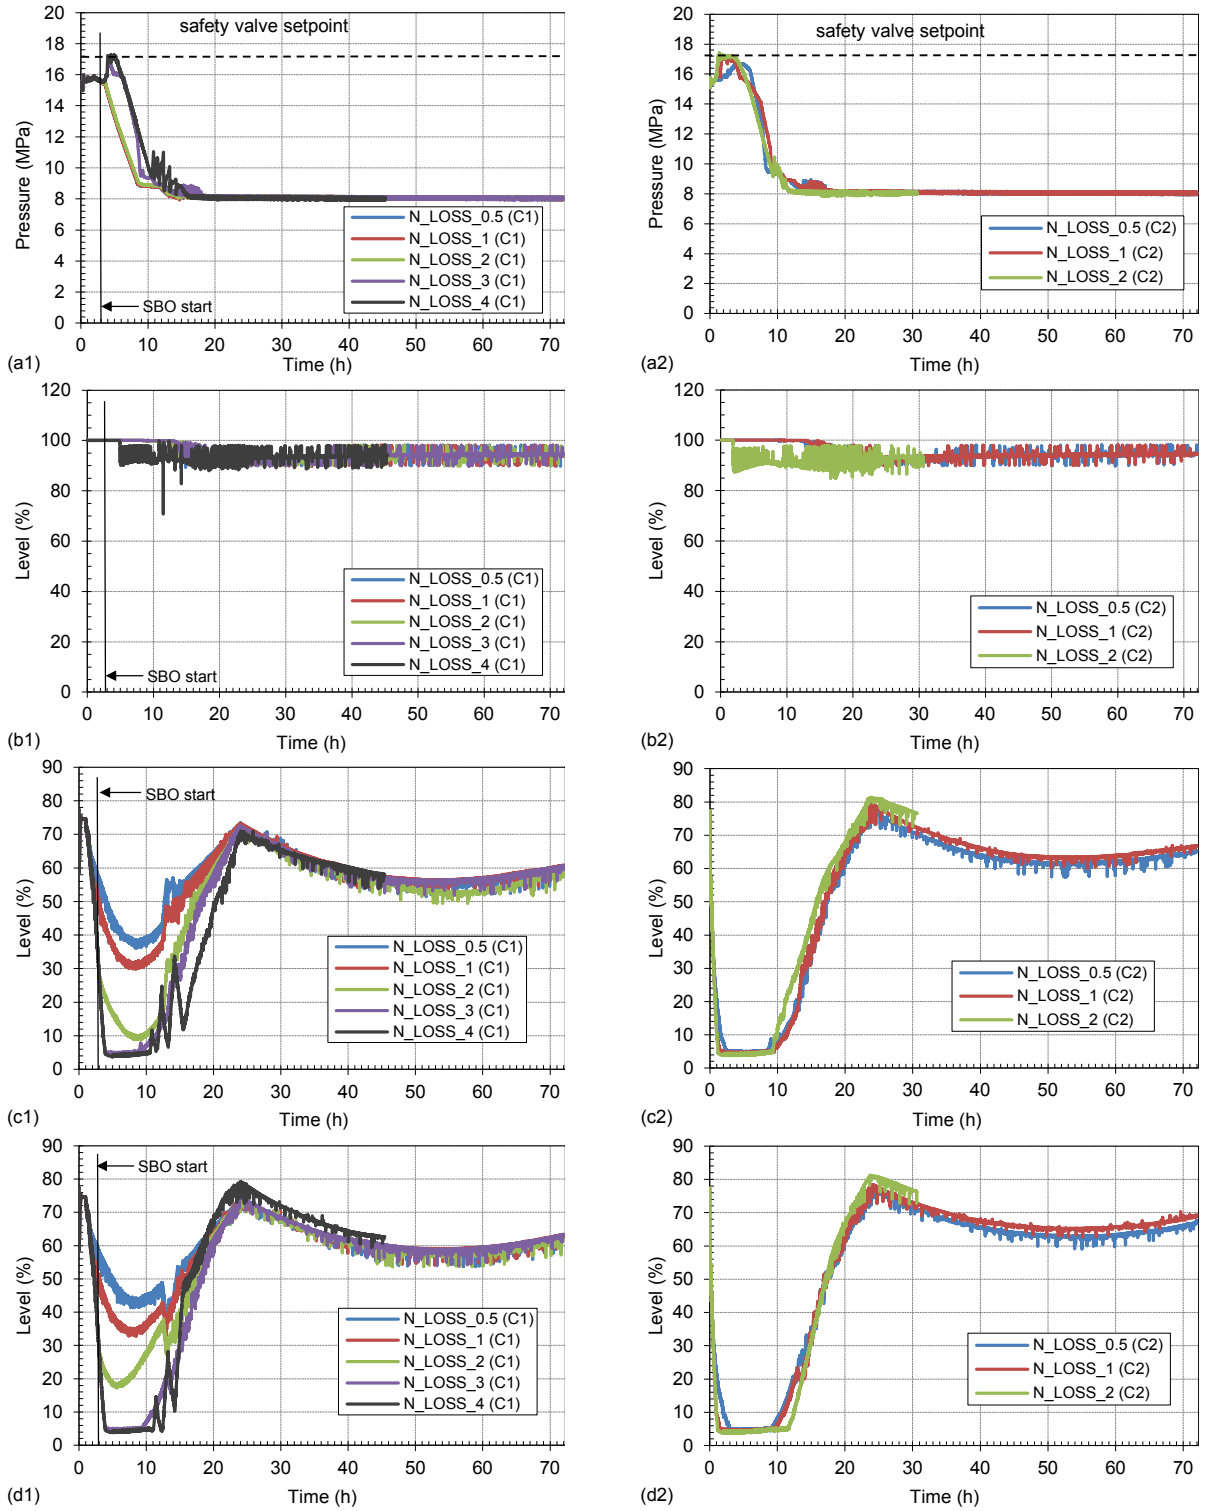 safety valve setpoint
20
18
16
14
12
10
8
6
4
2
0
Pressure (MPa)
N_LOSS_0.5 (C1)
N_LOSS_1 (C1)
N_LOSS_2 (C1)
N_LOSS_3 (C1)
N_LOSS_4 (C1)
SBO start
0 10 20 30 40 50 60 70
Time (h)
(a1)
safety valve setpoint
20
18
16
14
12
10
8
6
4
2
0
Pressure (MPa)
N_LOSS_0.5 (C2)
N_LOSS_1 (C2)
N_LOSS_2 (C2)
0 10 20 30 40 50 60 70
Time (h)
(a2)
120
100
80
60
40
20
0
Level (%)
N_LOSS_0.5 (C1)
N_LOSS_1 (C1)
N_LOSS_2 (C1)
N_LOSS_3 (C1)
N_LOSS_4 (C1)
SBO start
0 10 20 30 40 50 60 70
Time (h)
(b1)
120
100
80
60
40
20
0
Level (%)
N_LOSS_0.5 (C2)
N_LOSS_1 (C2)
N_LOSS_2 (C2)
0 10 20 30 40 50 60 70
Time (h)
(b2)
90
80
70
60
50
40
30
20
10
0
Level (%)
SBO start
N_LOSS_0.5 (C1)
N_LOSS_1 (C1)
N_LOSS_2 (C1)
N_LOSS_3 (C1)
N_LOSS_4 (C1)
0 10 20 30 40 50 60 70
Time (h)
(c1)
90
80
70
60
50
40
30
20
10
0
Level (%)
N_LOSS_0.5 (C2)
N_LOSS_1 (C2)
N_LOSS_2 (C2)
0 10 20 30 40 50 60 70
Time (h)
(c2)
90
80
70
60
50
40
30
20
10
0
Level (%)
SBO start
N_LOSS_0.5 (C1)
N_LOSS_1 (C1)
N_LOSS_2 (C1)
N_LOSS_3 (C1)
N_LOSS_4 (C1)
0 10 20 30 40 50 60 70
Time (h)
(d1)
90
80
70
60
50
40
30
20
10
0
Level (%)
N_LOSS_0.5 (C2)
N_LOSS_1 (C2)
N_LOSS_2 (C2)
0 10 20 30 40 50 60 70
Time (h)
(d2)